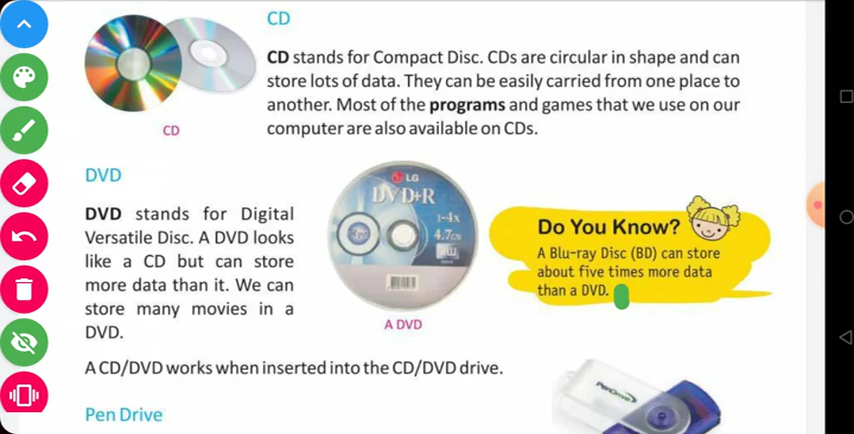 CD
CD stands for Compact Disc. CDs are circular in shape and can
store lots of data. They can be easily carried from one place to
another. Most of the programs and games that we use on our
computer are also available on CDs.
CD
DVD
DVD stands for Digital
Versatile Disc. A DVD looks
like a CD but can store
more data than it. We can
store many movies in a
DVD.
LG
DVD+R
1-4x
4.7GB
A DVD
Do You Know?
A Blu-ray Disc (BD) can store
about five times more data
than a DVD.
A CD/DVD works when inserted into the CD/DVD drive.
Pen Drive
PenDrive